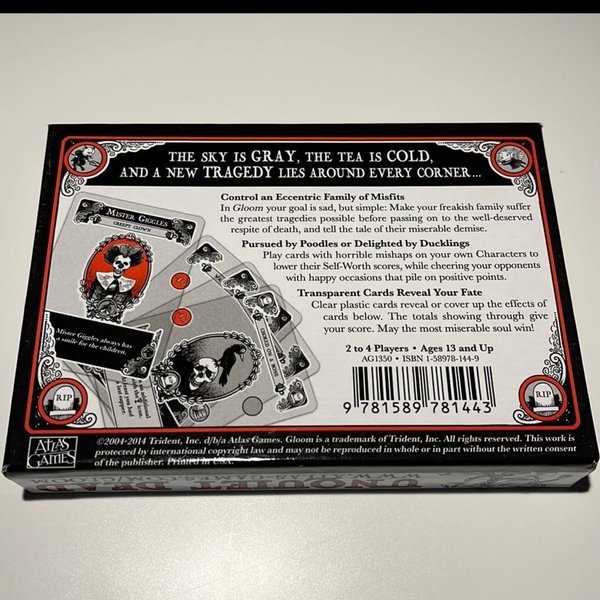 THE SKY IS GRAY, THE TEA IS COLD,
AND A NEW TRAGEDY LIES AROUND EVERY CORNER...
Control an Eccentric Family of Misfits
In Gloom your goal is sad, but simple: Make your freakish family suffer
the greatest tragedies possible before passing on to the well-deserved
respite of death, and tell the tale of their miserable demise.
Pursued by Poodles or Delighted by Ducklings
Play cards with horrible mishaps on your own Characters to
lower their Self-Worth scores, while cheering your opponents
with happy occasions that pile on positive points.
Transparent Cards Reveal Your Fate
Clear plastic cards reveal or cover up the effects of
cards below. The totals showing through give
your score. May the most miserable soul win!
2 to 4 Players • Ages 13 and Up
AG1350 • ISBN 1-58978-144-9
9 781589 781443
MISTER GIGGLES
CREEPY CLOWN
Mister Giggles always has
a smile for the children.
RIP
RIP
ATLAS
GAMES
©2004-2014 Trident, Inc. d/b/a Atlas Games. Gloom is a trademark of Trident, Inc. All rights reserved. This work is
protected by international copyright law and may not be reproduced in whole or in part without the written consent
of the publisher. Printed in USA.
UNQUIET DEAD